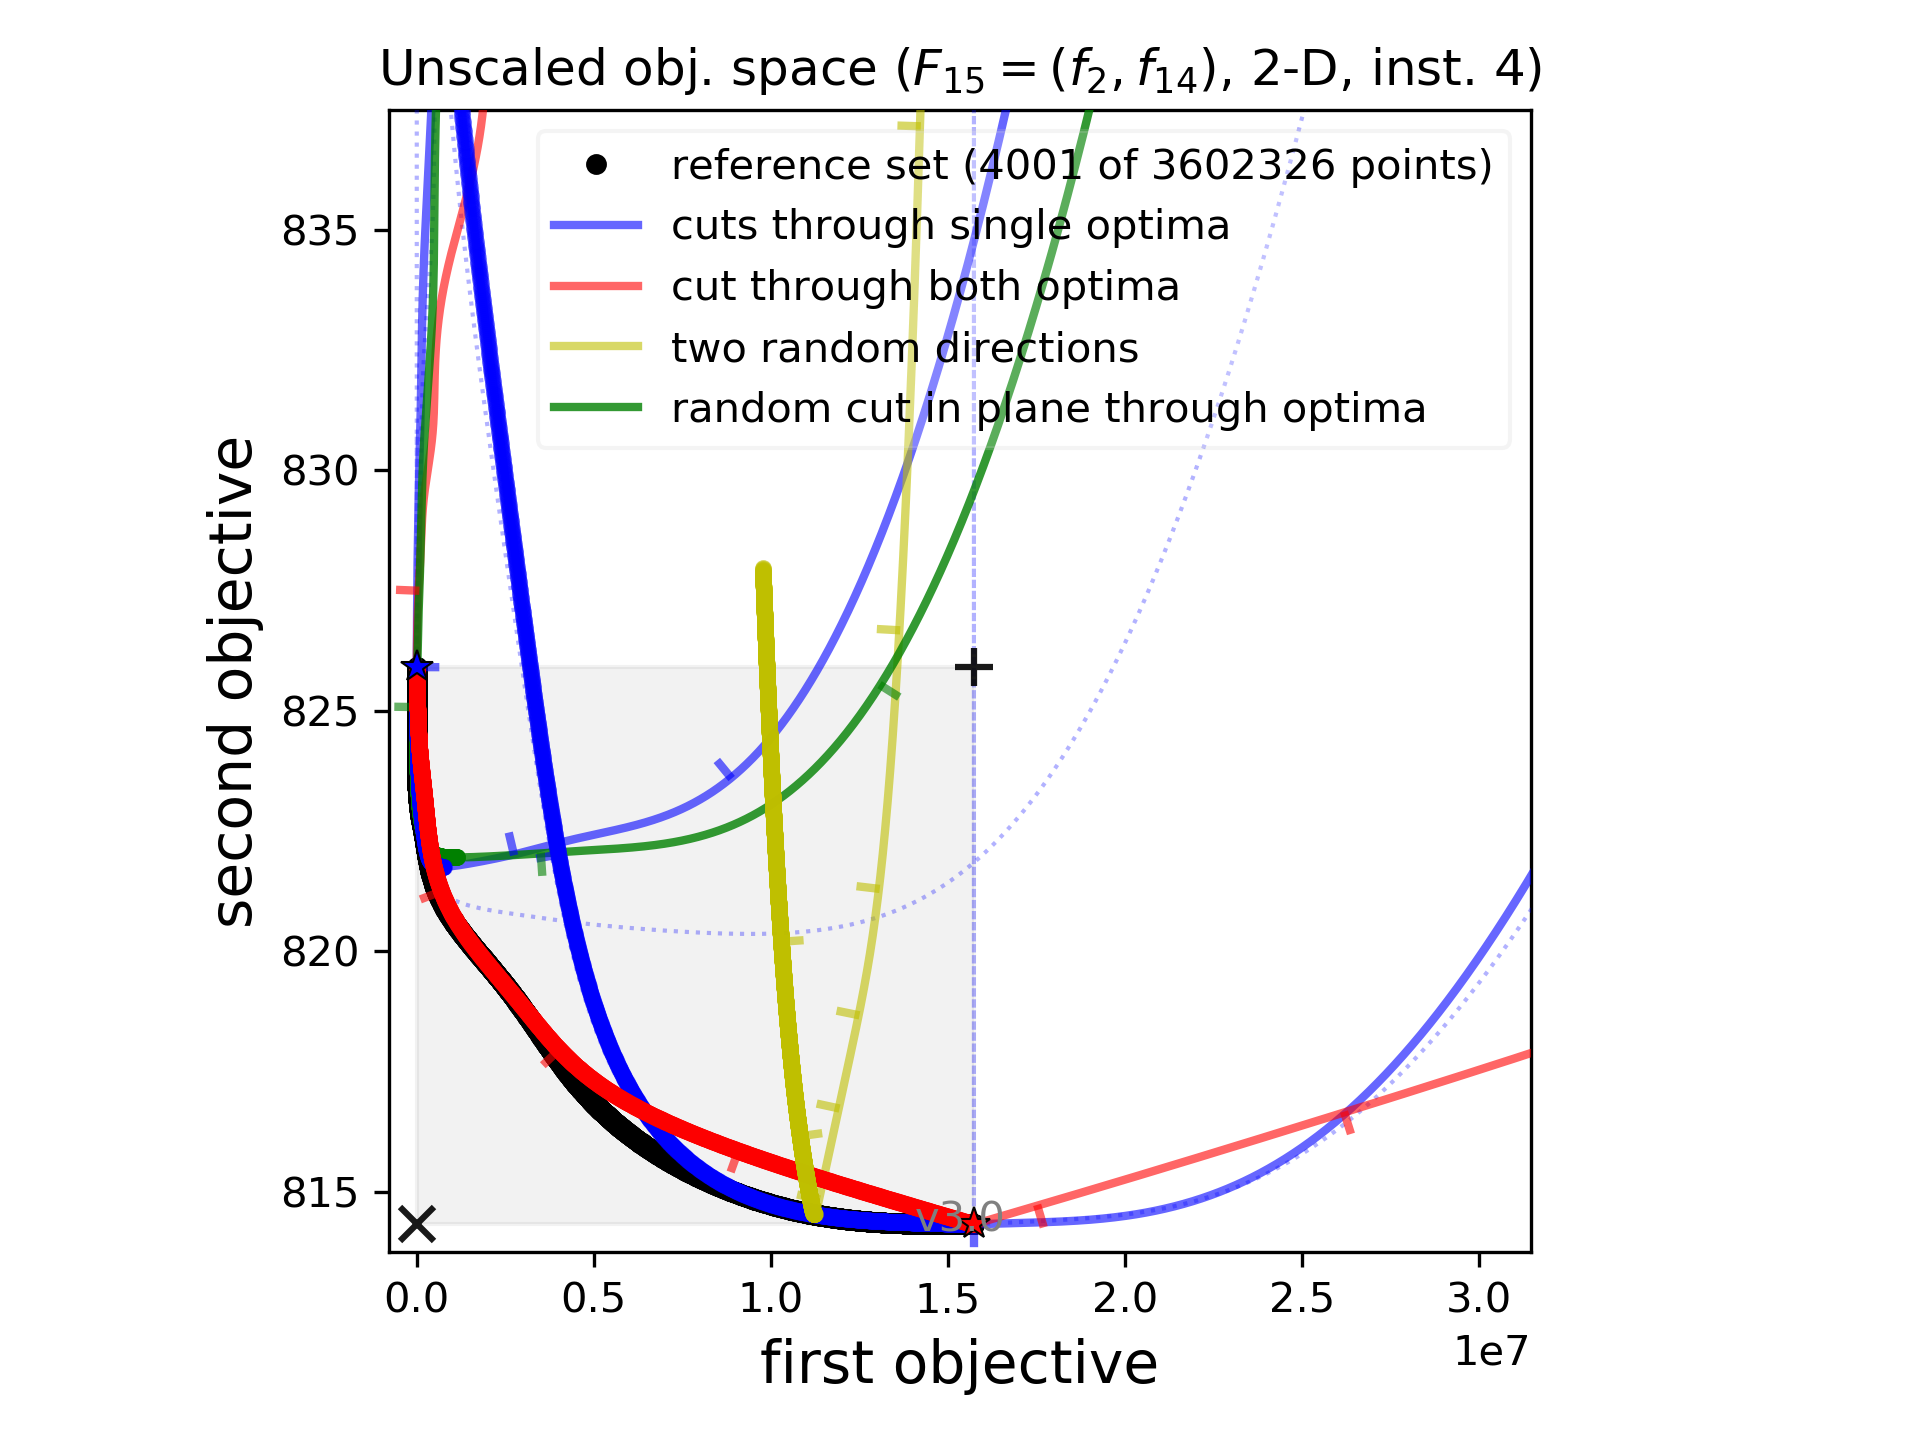 Unscaled obj. space (F₁₅ = (f₂, f₁₄), 2-D, inst. 4)
reference set (4001 of 3602326 points)
cuts through single optima
cut through both optima
two random directions
random cut in plane through optima
second objective
835
830
825
820
815
v3.0
0.0 0.5 1.0 1.5 2.0 2.5 3.0
1e7
first objective